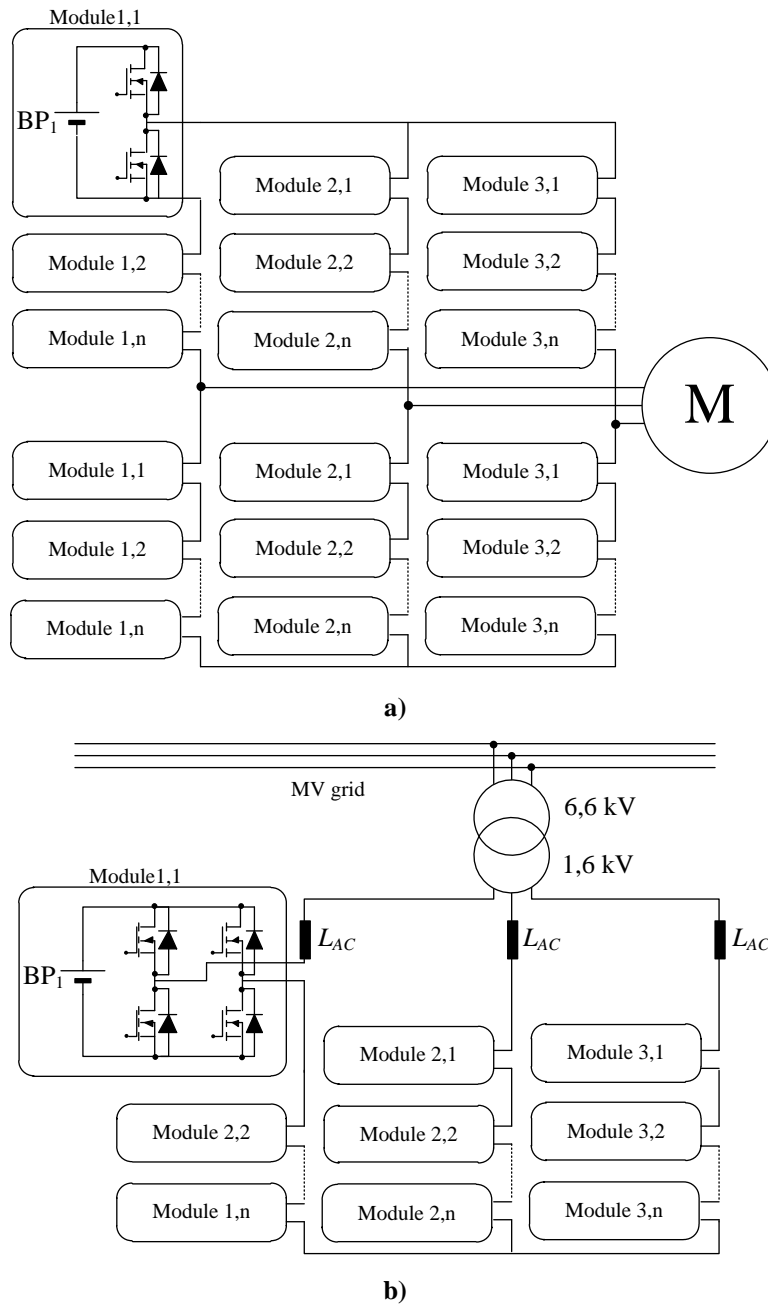 Module1,1
BP1
Module 2,1
Module 3,1
Module 1,2
Module 2,2
Module 3,2
Module 1,n
Module 2,n
Module 3,n
M
Module 1,1
Module 2,1
Module 3,1
Module 1,2
Module 2,2
Module 3,2
Module 1,n
Module 2,n
Module 3,n
a)
MV grid
6,6 kV
1,6 kV
Module1,1
LAC
LAC
LAC
BP1
Module 2,1
Module 3,1
Module 2,2
Module 2,2
Module 3,2
Module 1,n
Module 2,n
Module 3,n
b)